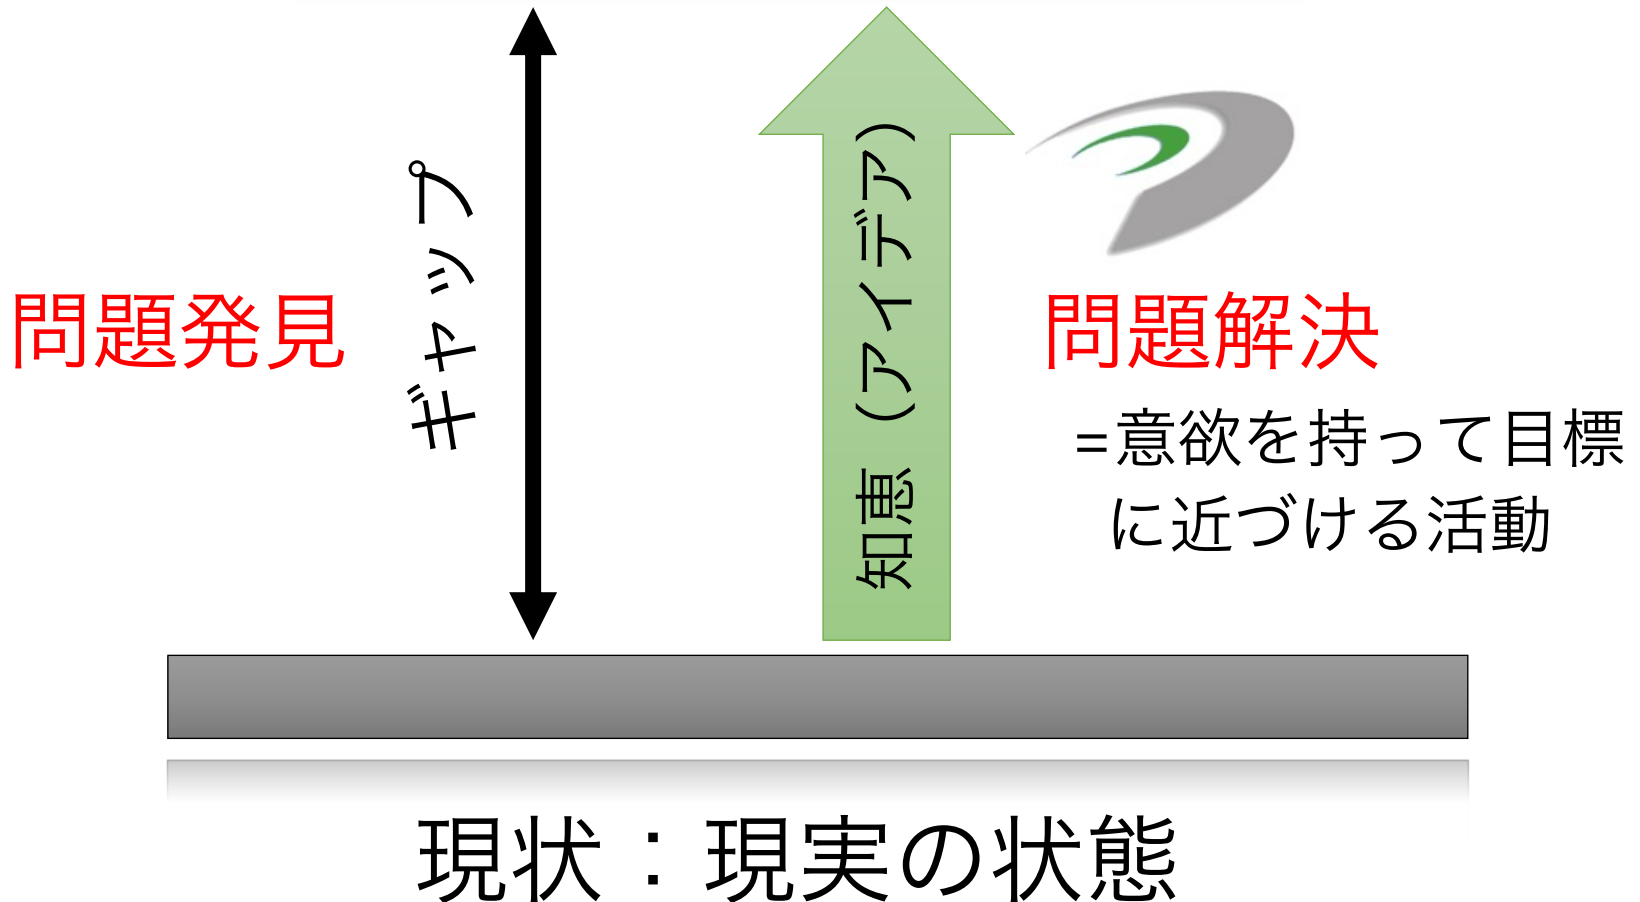 問題発見
ギャップ
知恵（アイデア）
問題解決
=意欲を持って目標
に近づける活動
現状：現実の状態